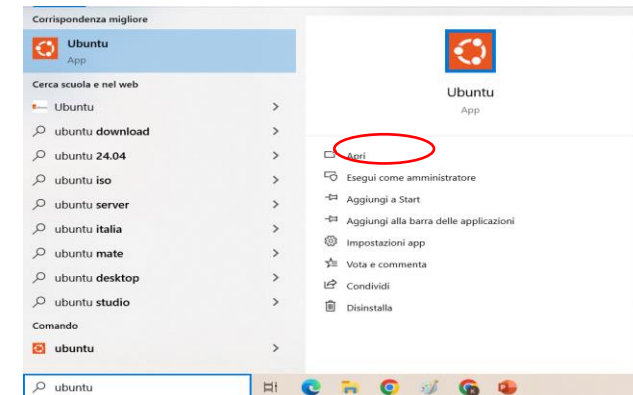 Corrispondenza migliore
Ubuntu
App
Cerca scuola e nel web
Ubuntu
ubuntu download
ubuntu 24.04
ubuntu iso
ubuntu server
ubuntu italia
ubuntu mate
ubuntu desktop
ubuntu studio
Comando
ubuntu
ubuntu
Ubuntu
App
Apri
Esegui come amministratore
Aggiungi a Start
Aggiungi alla barra delle applicazioni
Impostazioni app
Vota e commenta
Condividi
Disinstalla